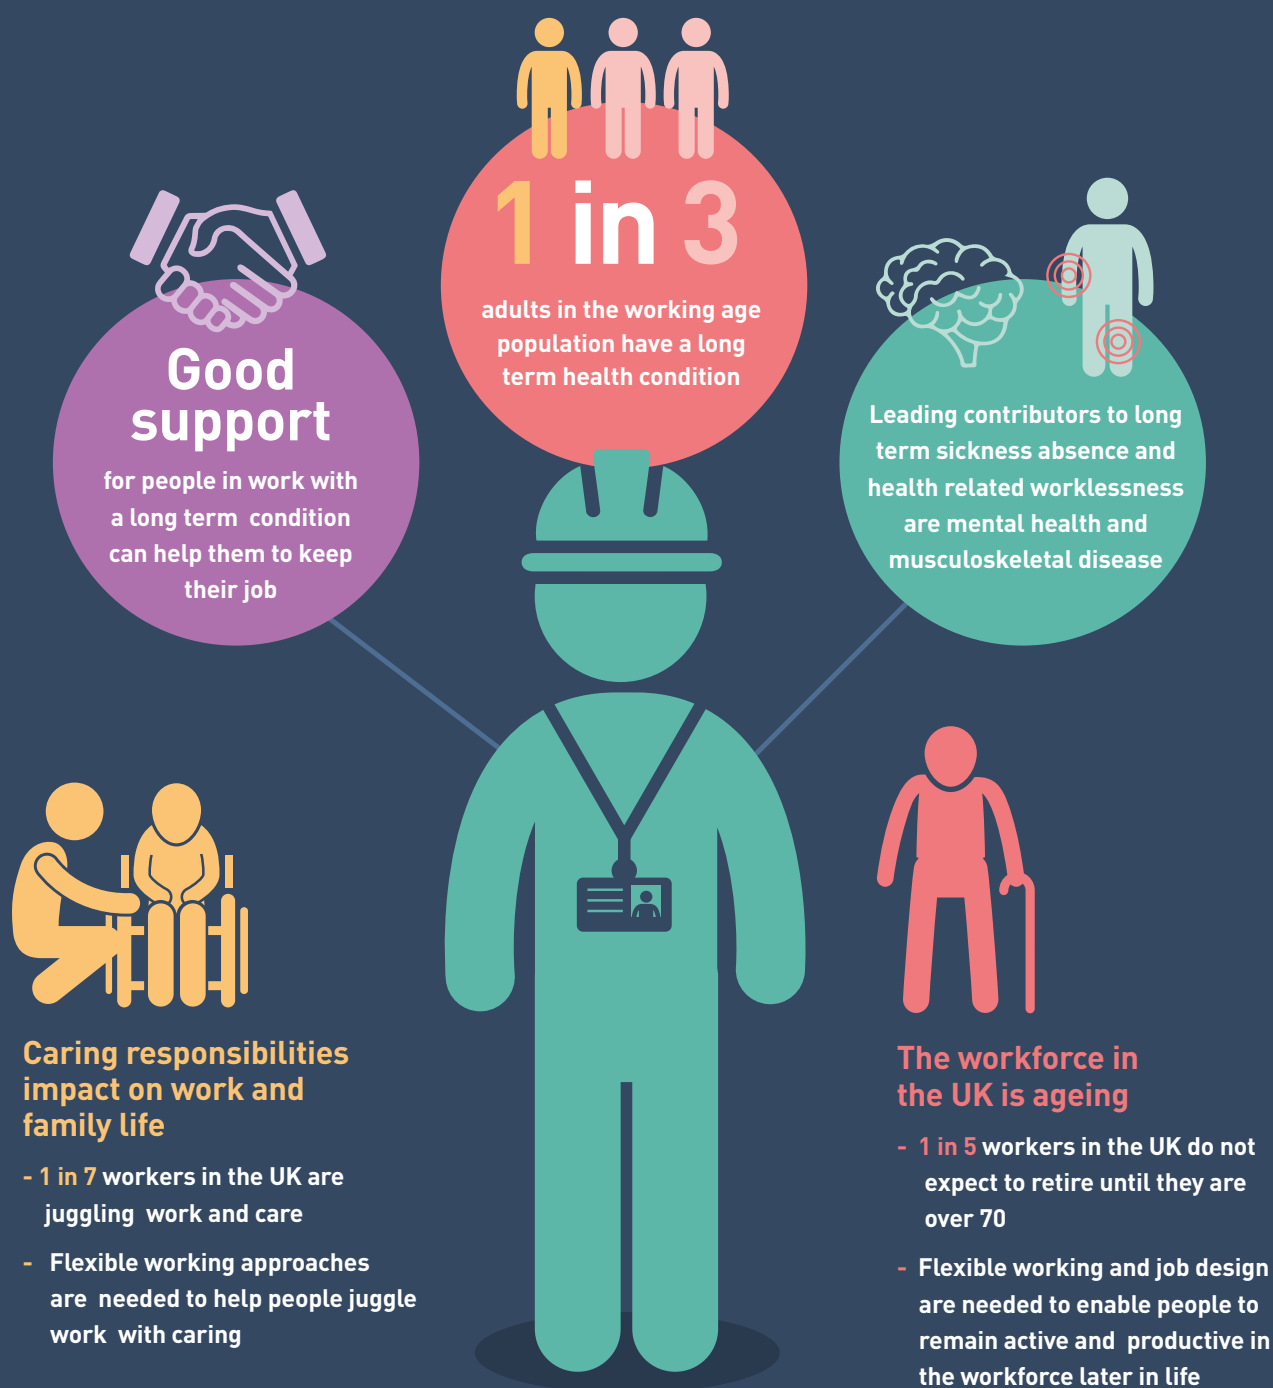 1 in 3
adults in the working age
population have a long
term health condition
Good
support
for people in work with
a long term condition
can help them to keep
their job
Leading contributors to long
term sickness absence and
health related worklessness
are mental health and
musculoskeletal disease
Caring responsibilities
impact on work and
family life
- 1 in 7 workers in the UK are
juggling work and care
- Flexible working approaches
are needed to help people juggle
work with caring
The workforce in
the UK is ageing
- 1 in 5 workers in the UK do not
expect to retire until they are
over 70
- Flexible working and job design
are needed to enable people to
remain active and productive in
the workforce later in life